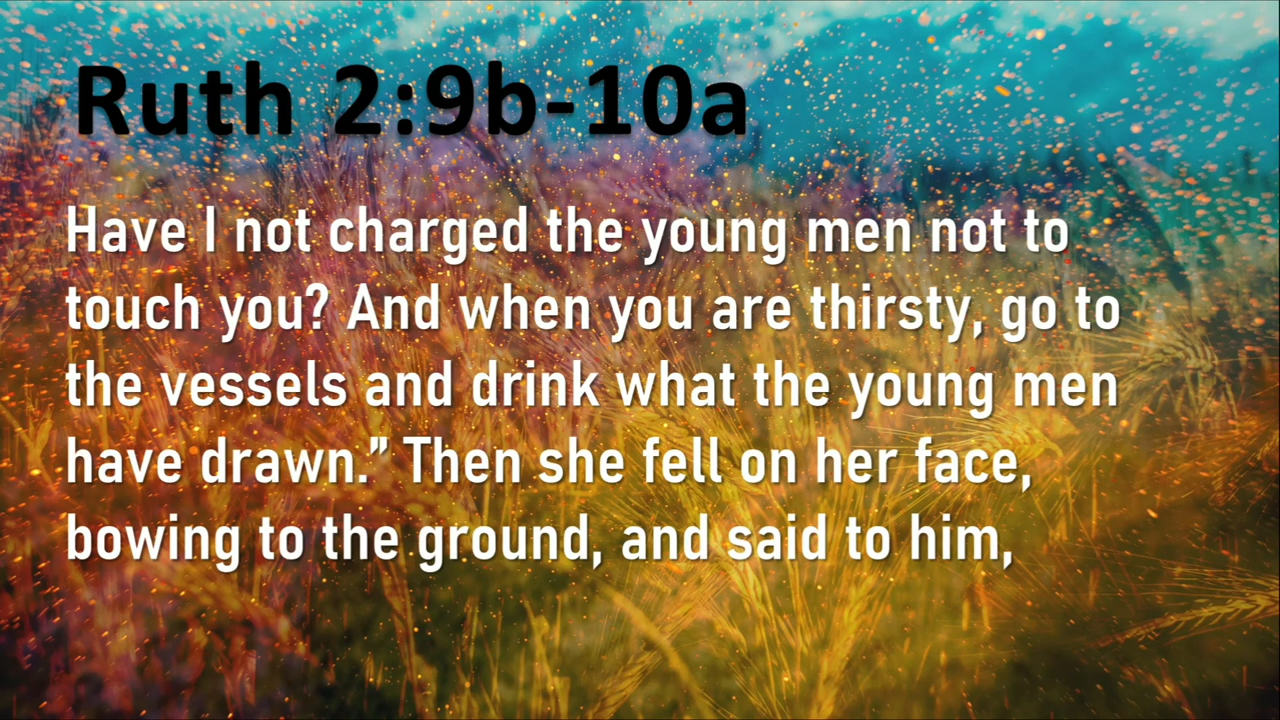 Ruth 2:9b-10a
Have I not charged the young men not to
touch you? And when you are thirsty, go to
the vessels and drink what the young men
have drawn.” Then she fell on her face,
bowing to the ground, and said to him,